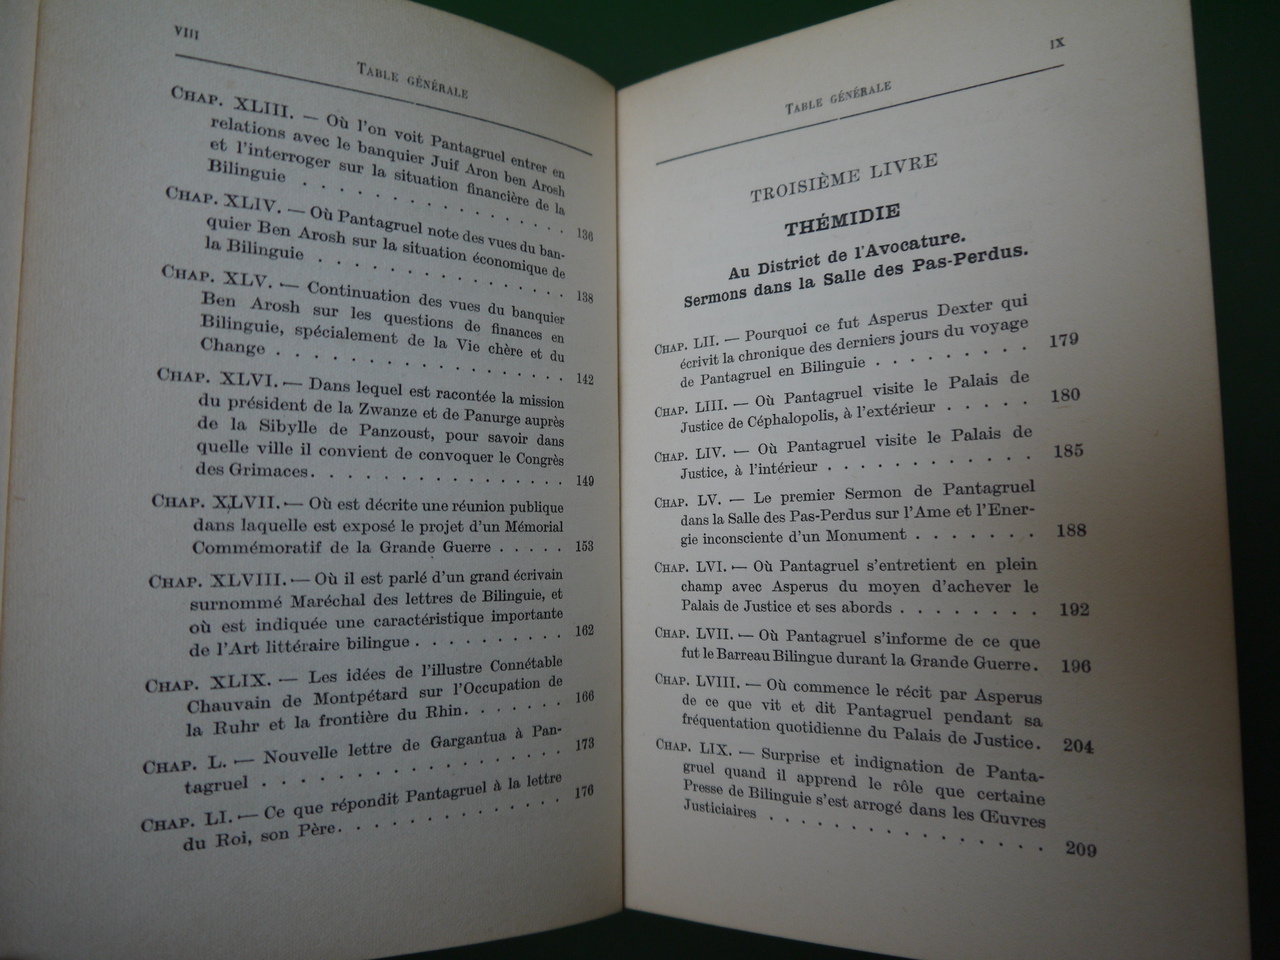 VIII
TABLE GÉNÉRALE
CHAP. XLIII. — Où l'on voit Pantagruel entrer en
relations avec le banquier Juif Aron ben Arosh
et l'interroger sur la situation financière de la
Bilinguie . . . . . . . . . . . . . . . 136
CHAP. XLIV. — Où Pantagruel note des vues du ban-
quier Ben Arosh sur la situation économique de
la Bilinguie . . . . . . . . . . . . . . 138
CHAP. XLV. — Continuation des vues du banquier
Ben Arosh sur les questions de finances en
Bilinguie, spécialement de la Vie chère et du
Change . . . . . . . . . . . . . . . . 142
CHAP. XLVI. — Dans lequel est racontée la mission
du président de la Zwanze et de Panurge auprès
de la Sibylle de Panzoust, pour savoir dans
quelle ville il convient de convoquer le Congrès
des Grimaces. . . . . . . . . . . . . . . 149
CHAP. XLVII. — Où est décrite une réunion publique
dans laquelle est exposé le projet d'un Mémorial
Commémoratif de la Grande Guerre . . . . . 153
CHAP. XLVIII. — Où il est parlé d'un grand écrivain
surnommé Maréchal des lettres de Bilinguie, et
où est indiquée une caractéristique importante
de l'Art littéraire bilingue . . . . . . . . . . 162
CHAP. XLIX. — Les idées de l'illustre Connétable
Chauvain de Montpétard sur l'Occupation de
la Ruhr et la frontière du Rhin. . . . . . . 166
CHAP. L. — Nouvelle lettre de Gargantua à Pan-
tagruel . . . . . . . . . . . . . . . . 173
CHAP. LI. — Ce que répondit Pantagruel à la lettre
du Roi, son Père. . . . . . . . . . . . . 176
IX
TABLE GÉNÉRALE
TROISIÈME LIVRE
THÉMIDIE
Au District de l'Avocature.
Sermons dans la Salle des Pas-Perdus.
CHAP. LII. — Pourquoi ce fut Asperus Dexter qui
écrivit la chronique des derniers jours du voyage
de Pantagruel en Bilinguie . . . . . . . . . 179
CHAP. LIII. — Où Pantagruel visite le Palais de
Justice de Céphalopolis, à l'extérieur . . . . . 180
CHAP. LIV. — Où Pantagruel visite le Palais de
Justice, à l'intérieur . . . . . . . . . . . . 185
CHAP. LV. — Le premier Sermon de Pantagruel
dans la Salle des Pas-Perdus sur l'Ame et l'Ener-
gie inconsciente d'un Monument . . . . . . . 188
CHAP. LVI. — Où Pantagruel s'entretient en plein
champ avec Asperus du moyen d'achever le
Palais de Justice et ses abords . . . . . . . . 192
CHAP. LVII. — Où Pantagruel s'informe de ce que
fut le Barreau Bilingue durant la Grande Guerre. 196
CHAP. LVIII. — Où commence le récit par Asperus
de ce que vit et dit Pantagruel pendant sa
fréquentation quotidienne du Palais de Justice. 204
CHAP. LIX. — Surprise et indignation de Panta-
gruel quand il apprend le rôle que certaine
Presse de Bilinguie s'est arrogé dans les Œuvres
Justiciaires . . . . . . . . . . . . . . . 209